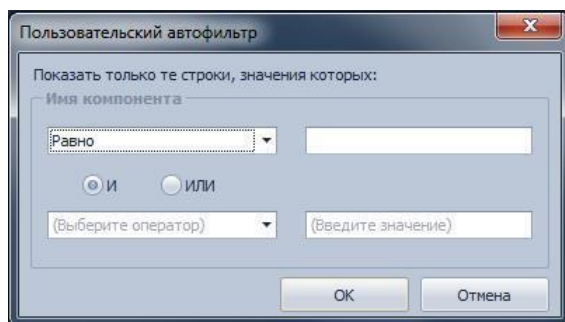 Пользовательский автофильтр
Показать только те строки, значения которых:
Имя компонента
Равно
И ИЛИ
(Выберите оператор) (Введите значение)
OK Отмена